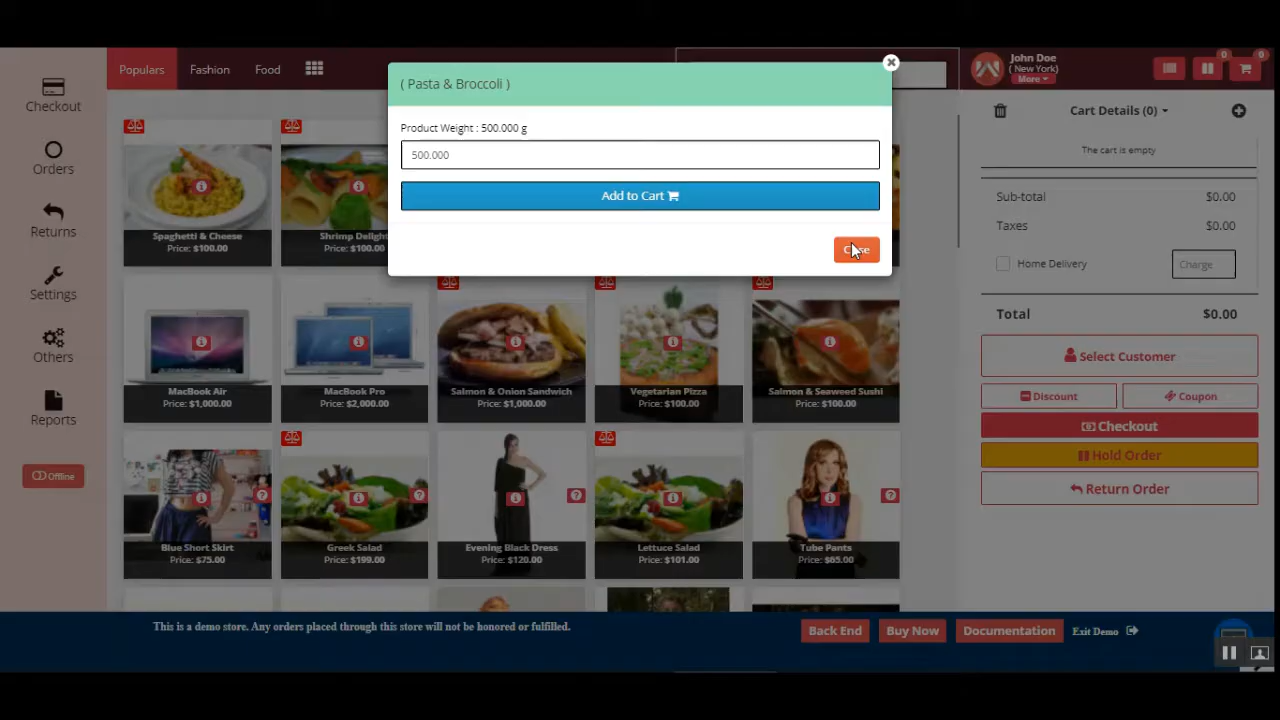 John Doe
( New York)
More
0
0
Populars
Fashion
Food
( Pasta & Broccoli )
Product Weight : 500.000 g
500.000
Add to Cart
Checkout
Orders
Returns
Settings
Others
Reports
Offline
Cart Details (0)
The cart is empty
Sub-total
$0.00
Taxes
$0.00
Home Delivery
Charge
Total
$0.00
Select Customer
Discount
Coupon
Checkout
Hold Order
Return Order
Spaghetti & Cheese
Price: $100.00
Shrimp Delight
Price: $100.00
MacBook Air
Price: $1,000.00
MacBook Pro
Price: $2,000.00
Salmon & Onion Sandwich
Price: $1,000.00
Vegetarian Pizza
Price: $100.00
Salmon & Seaweed Sushi
Price: $100.00
Blue Short Skirt
Price: $75.00
Greek Salad
Price: $199.00
Evening Black Dress
Price: $120.00
Lettuce Salad
Price: $101.00
Tube Pants
Price: $65.00
This is a demo store. Any orders placed through this store will not be honored or fulfilled.
Back End
Buy Now
Documentation
Exit Demo